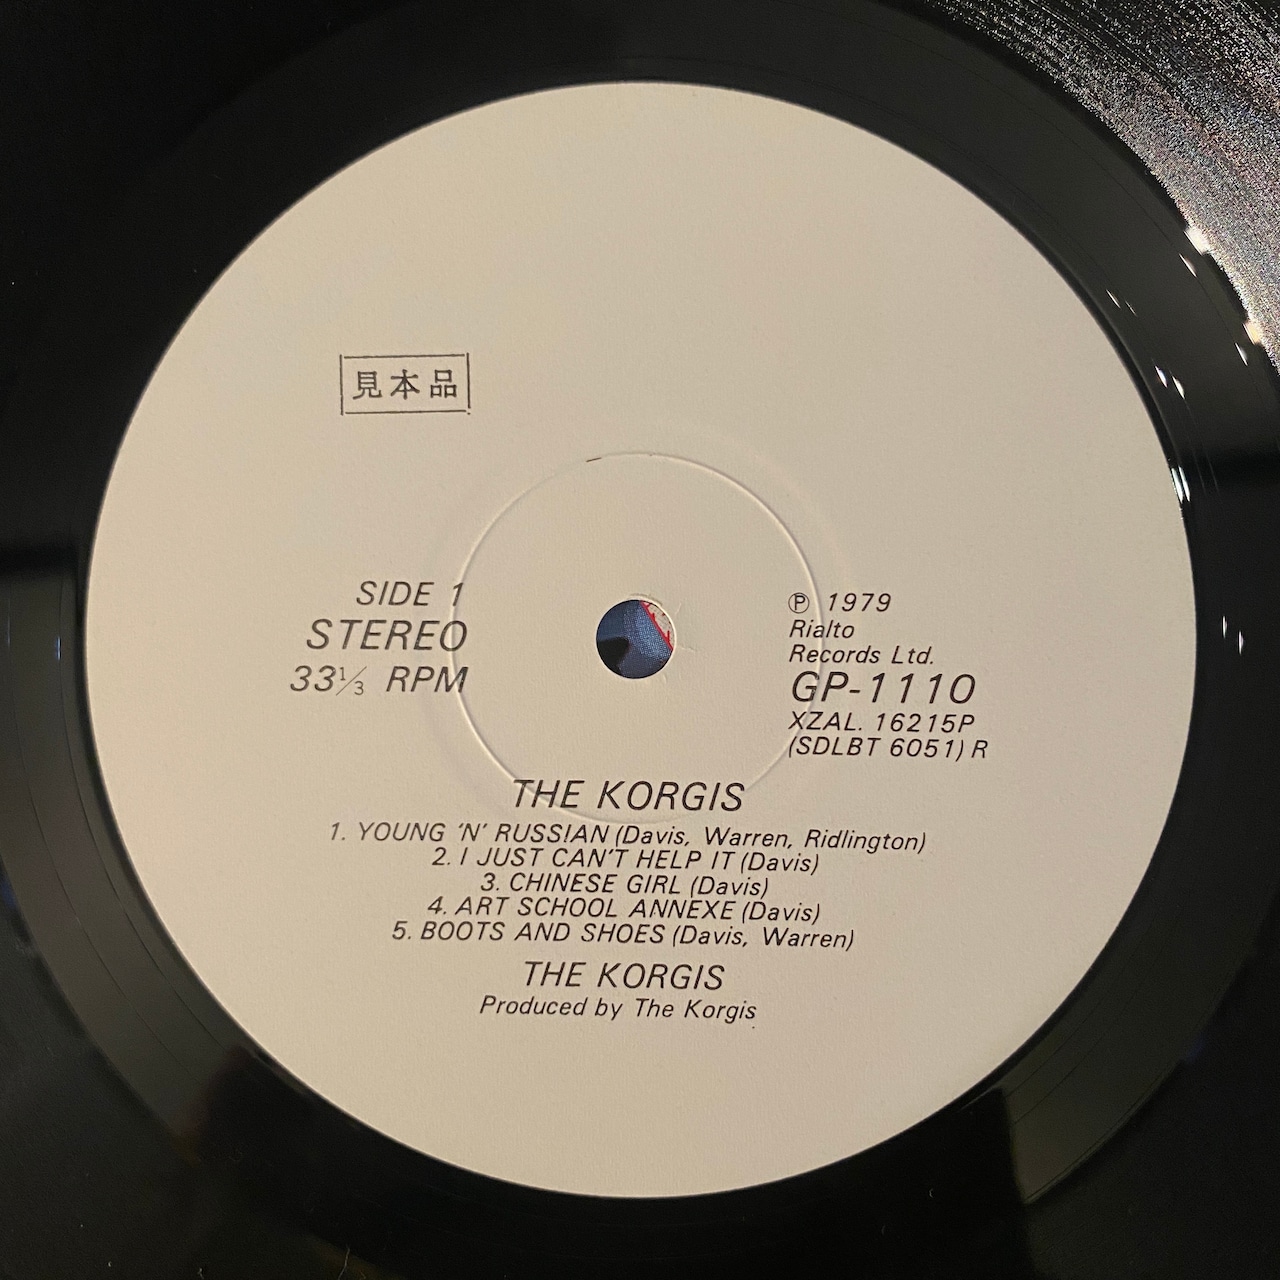 見本品
SIDE 1
STEREO
33⅓ RPM
Ⓟ 1979
Rialto
Records Ltd.
GP-1110
XZAL. 16215P
(SDLBT 6051) R
THE KORGIS
1. YOUNG 'N' RUSSIAN (Davis, Warren, Ridlington)
2. I JUST CAN'T HELP IT (Davis)
3. CHINESE GIRL (Davis)
4. ART SCHOOL ANNEXE (Davis)
5. BOOTS AND SHOES (Davis, Warren)
THE KORGIS
Produced by The Korgis